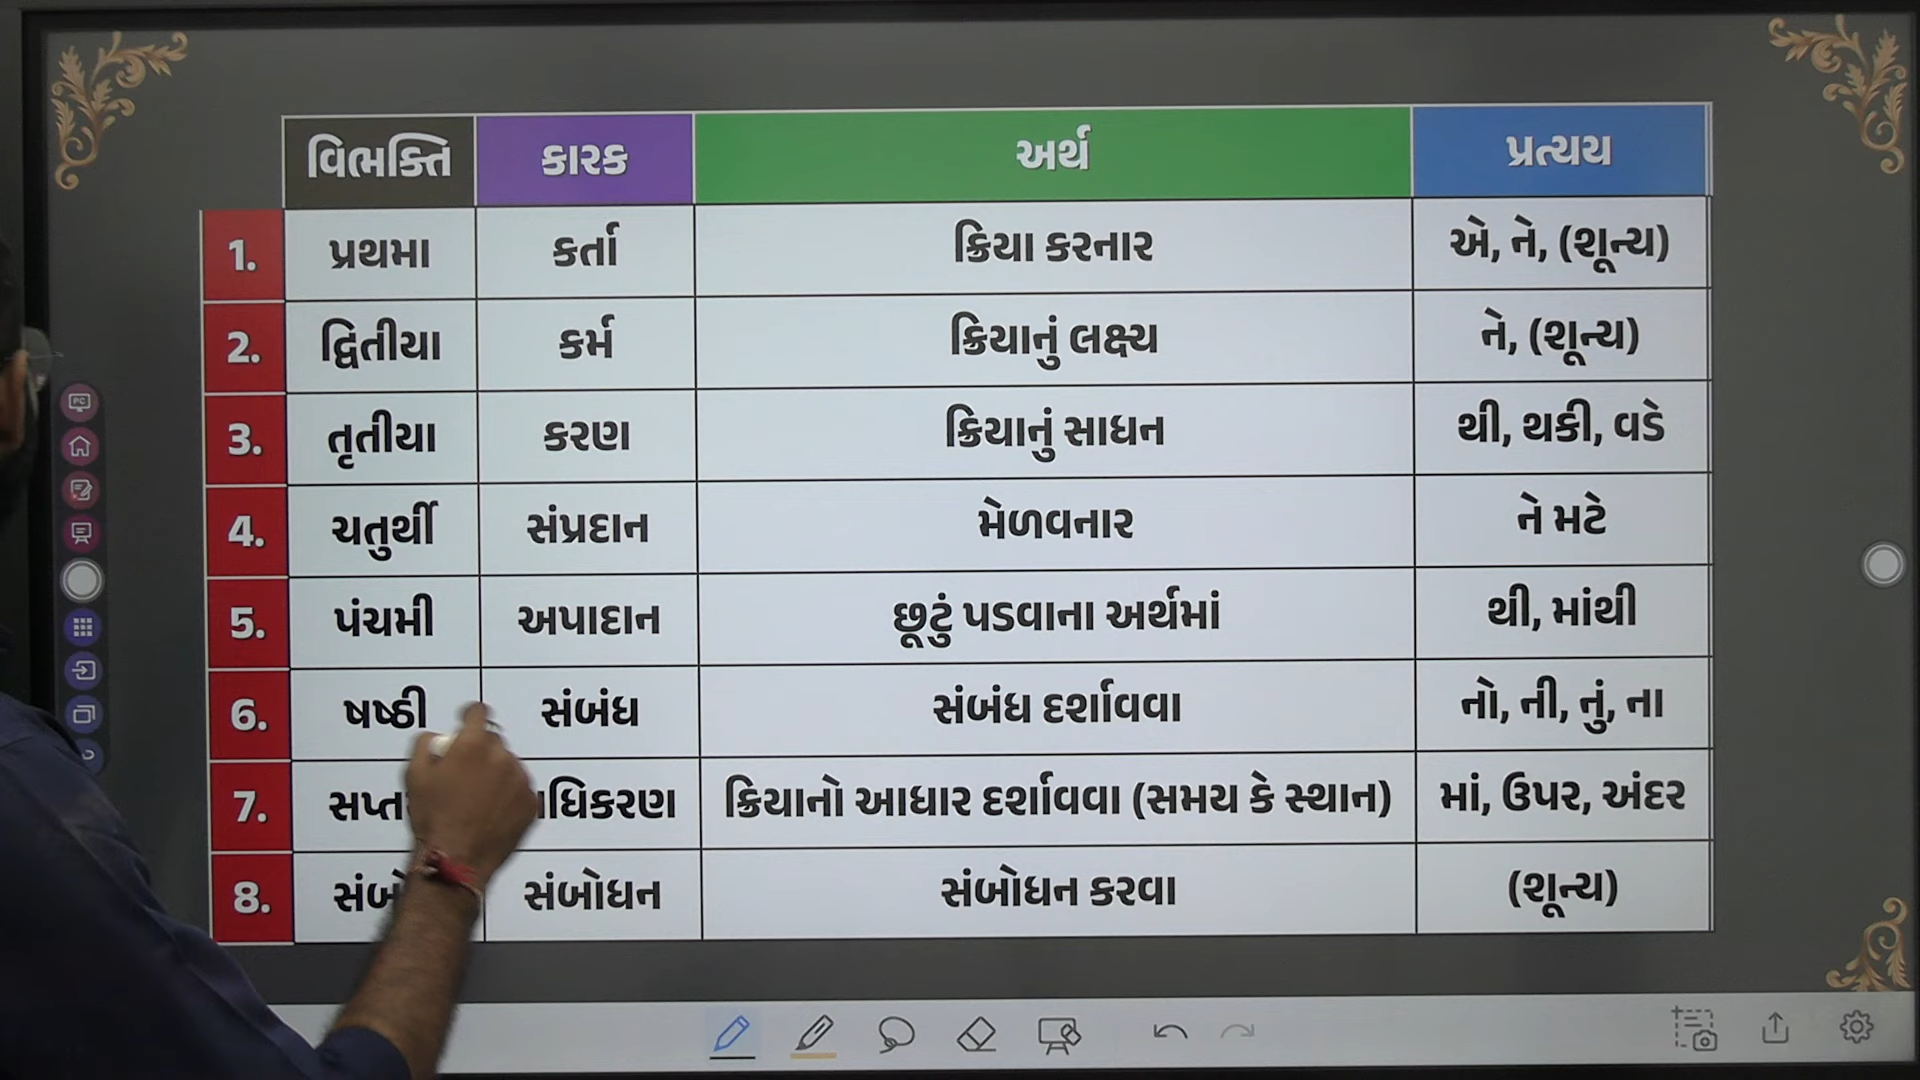 વિભક્તિ કારક અર્થ પ્રત્યય
1. પ્રથમા કર્તા ક્રિયા કરનાર એ, ને, (શૂન્ય)
2. દ્વિતીયા કર્મ ક્રિયાનું લક્ષ્ય ને, (શૂન્ય)
3. તૃતીયા કરણ ક્રિયાનું સાધન થી, થકી, વડે
4. ચતુર્થી સંપ્રદાન મેળવનાર ને મટે
5. પંચમી અપાદાન છૂટું પડવાના અર્થમાં થી, માંથી
6. ષષ્ઠી સંબંધ સંબંધ દર્શાવવા નો, ની, નું, ના
7. ક્રિયાનો આધાર દર્શાવવા (સમય કે સ્થાન) માં, ઉપર, અંદર
8. સંબોધન સંબોધન કરવા (શૂન્ય)